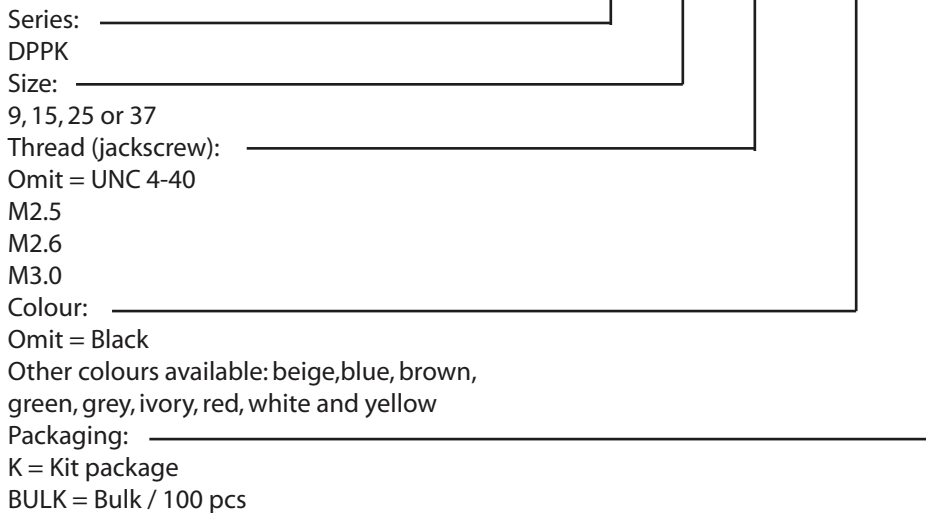 Series:
DPPK
Size:
9, 15, 25 or 37
Thread (jackscrew):
Omit = UNC 4-40
M2.5
M2.6
M3.0
Colour:
Omit = Black
Other colours available: beige,blue, brown,
green, grey, ivory, red, white and yellow
Packaging:
K = Kit package
BULK = Bulk / 100 pcs